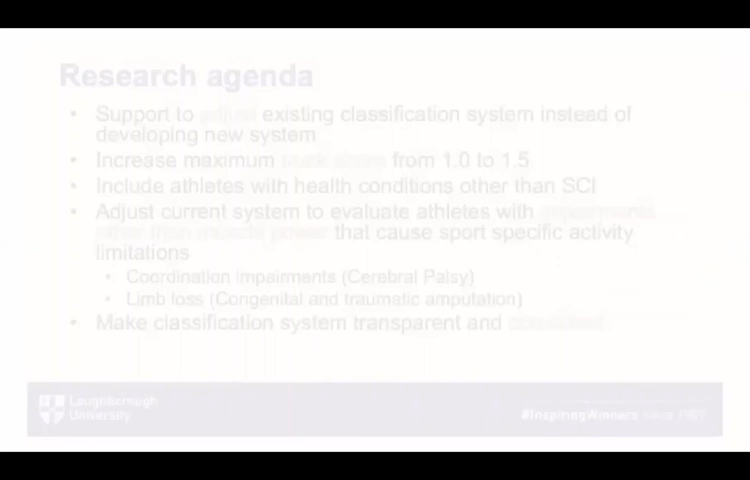 Research agenda
• Support to adjust existing classification system instead of
developing new system
• Increase maximum trunk score from 1.0 to 1.5
• Include athletes with health conditions other than SCI
• Adjust current system to evaluate athletes with impairments
other than muscle power that cause sport specific activity
limitations
• Coordination impairments (Cerebral Palsy)
• Limb loss (Congenital and traumatic amputation)
• Make classification system transparent and
Loughborough
University
#InspiringWinners since 1909